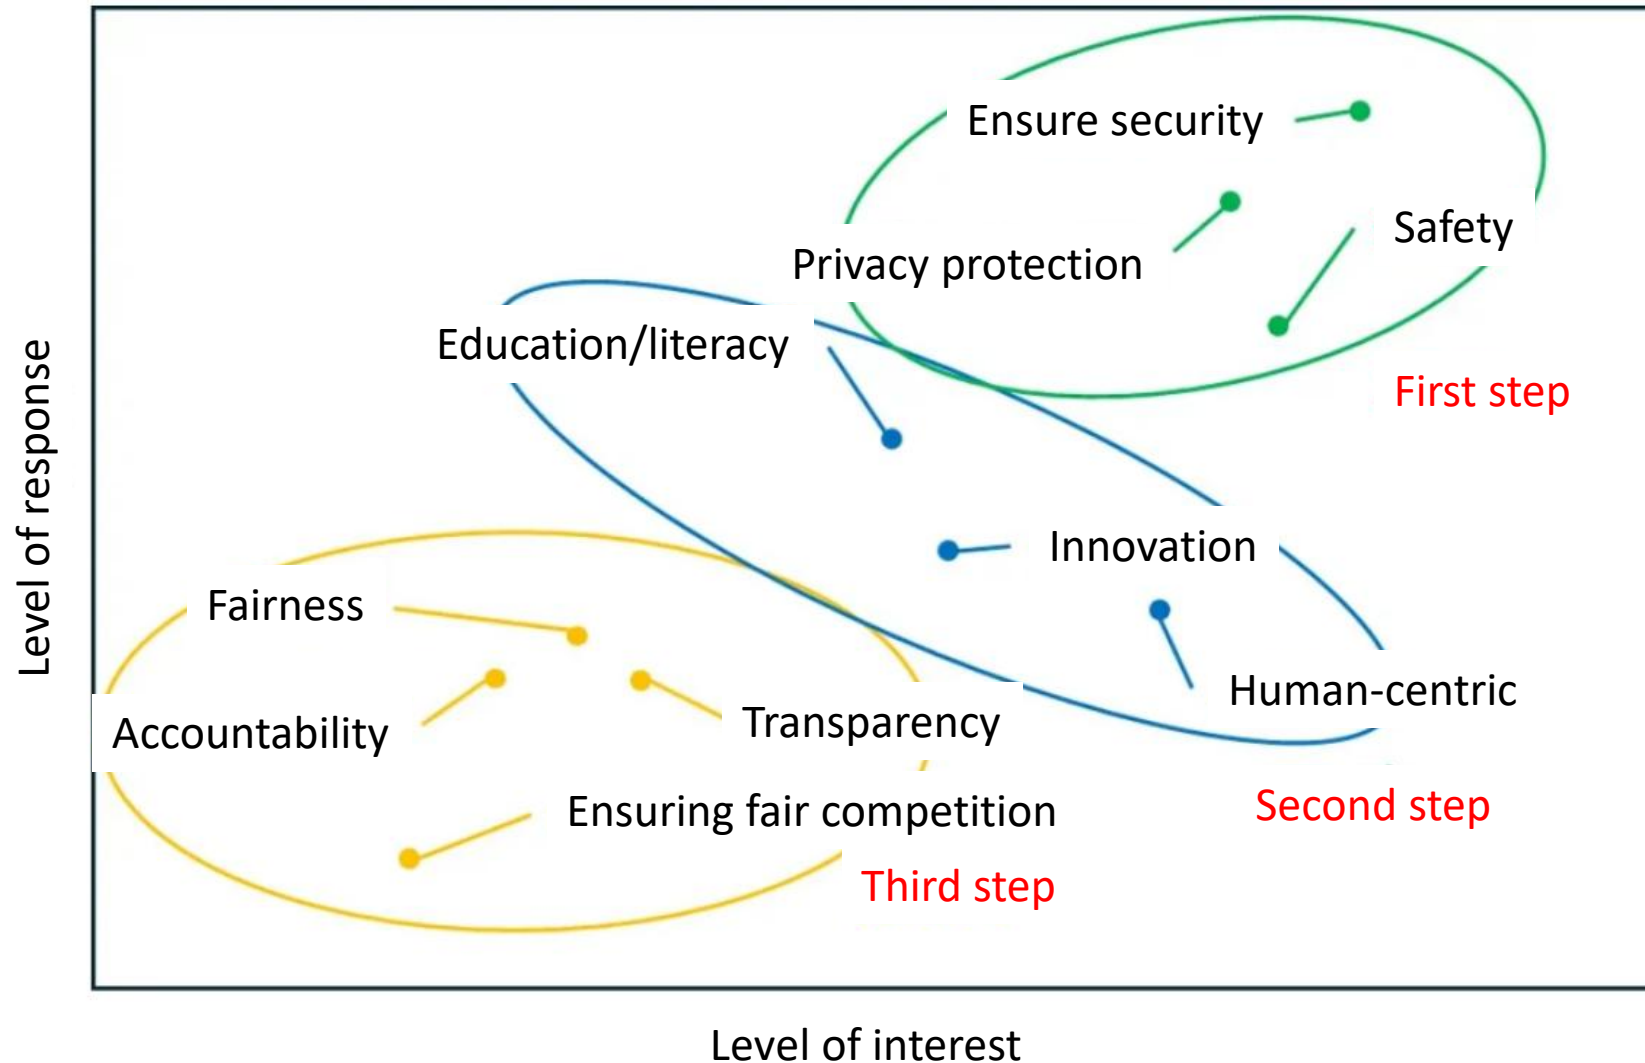 Ensure security
Safety
Privacy protection
Education/literacy
First step
Level of response
Innovation
Fairness
Human-centric
Accountability
Transparency
Second step
Ensuring fair competition
Third step
Level of interest